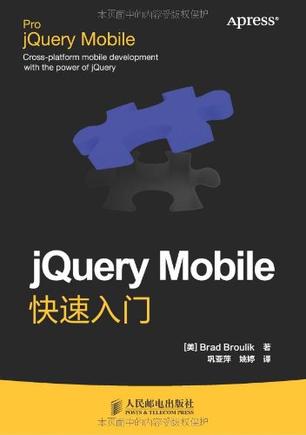 本页面中的内容受版权保护
Pro
jQuery Mobile
Apress®
Cross-platform mobile development
with the power of jQuery
jQuery Mobile
快速入门
[美] Brad Broulik 著
巩亚萍 姚婷 译
人民邮电出版社
POSTS & TELECOM PRESS
本页面中的内容受版权保护